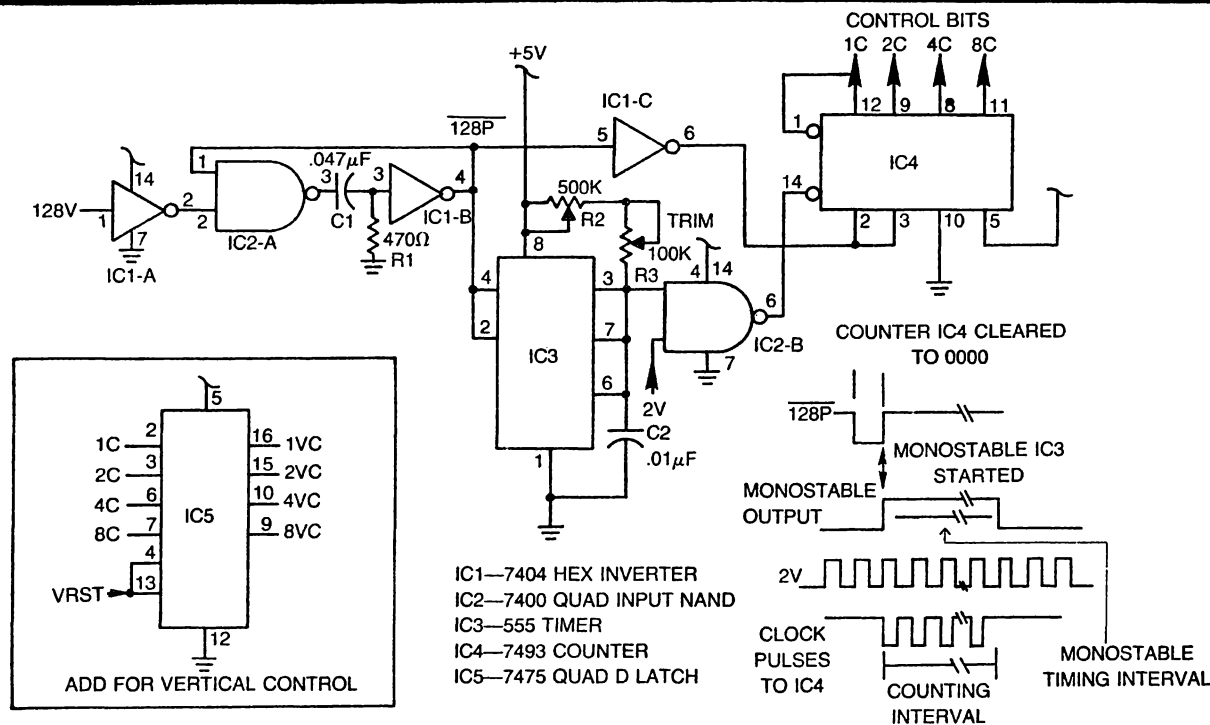 CONTROL BITS
1C 2C 4C 8C
+5V
IC1-C
12 9 8 11
1
128P
5
6
IC4
.047µF
1
14
3
3
4
500K
14
128V
1
2
2
C1
IC1-B
R2
TRIM
2 3 10 5
7
IC2-A
470Ω
8
100K
IC1-A
R1
4
3
R3
4
14
6
2
7
IC3
IC2-B
7
COUNTER IC4 CLEARED
TO 0000
6
2V
128P
C2
.01µF
1
MONOSTABLE IC3
STARTED
MONOSTABLE
OUTPUT
2V
CLOCK
PULSES
TO IC4
COUNTING
INTERVAL
MONOSTABLE
TIMING INTERVAL
5
1C 2 16 1VC
2C 3 15 2VC
4C 6 10 4VC
IC5
8C 7 9 8VC
4
VRST 13
12
ADD FOR VERTICAL CONTROL
IC1—7404 HEX INVERTER
IC2—7400 QUAD INPUT NAND
IC3—555 TIMER
IC4—7493 COUNTER
IC5—7475 QUAD D LATCH